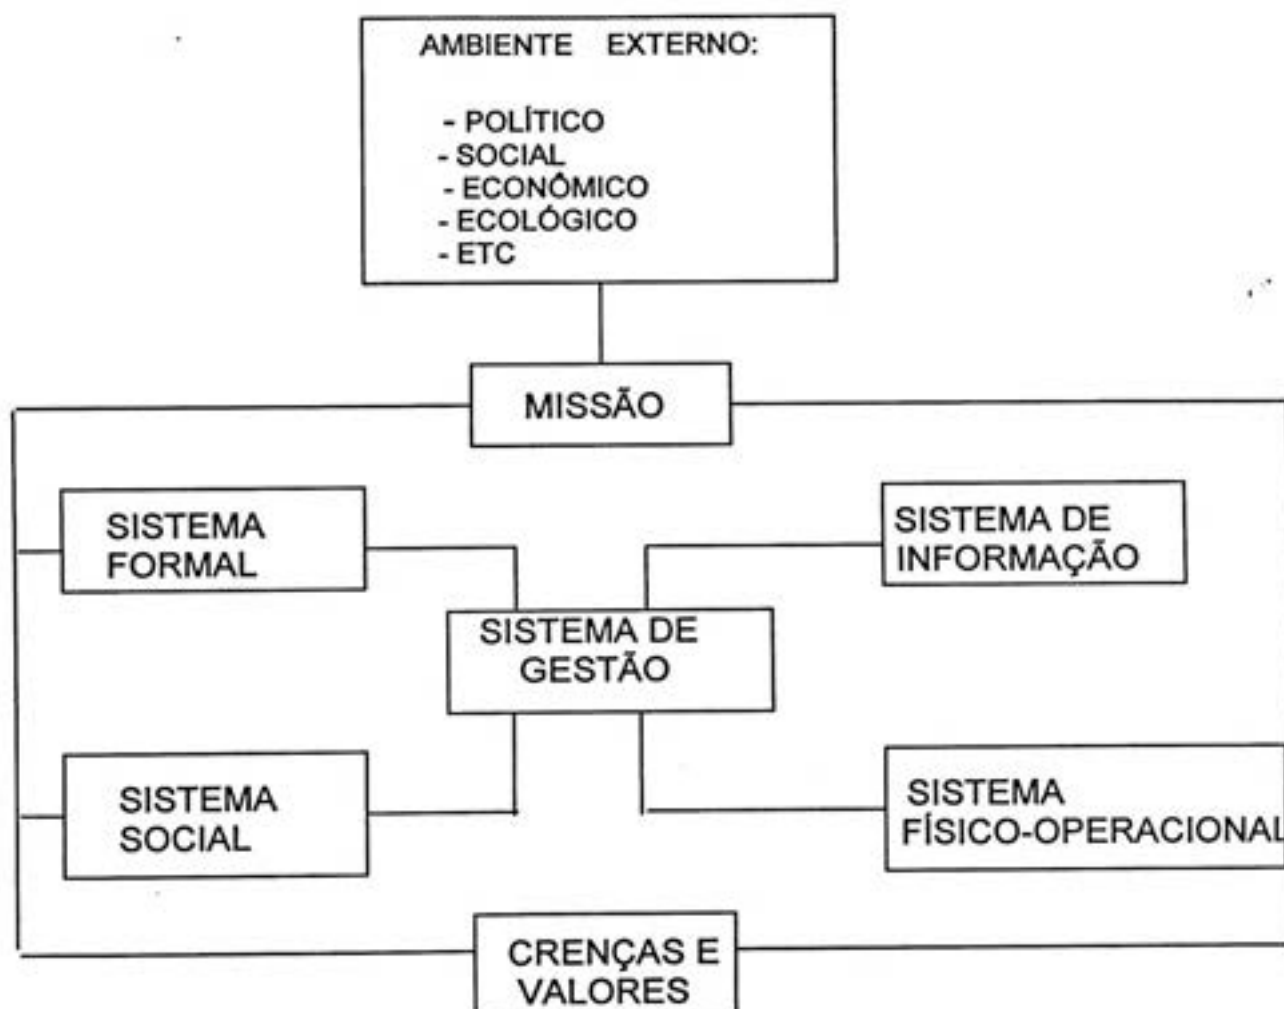 AMBIENTE EXTERNO:
- POLÍTICO
- SOCIAL
- ECONÔMICO
- ECOLÓGICO
- ETC
MISSÃO
SISTEMA
FORMAL
SISTEMA DE
INFORMAÇÃO
SISTEMA DE
GESTÃO
SISTEMA
SOCIAL
SISTEMA
FÍSICO-OPERACIONAL
CRENÇAS E
VALORES